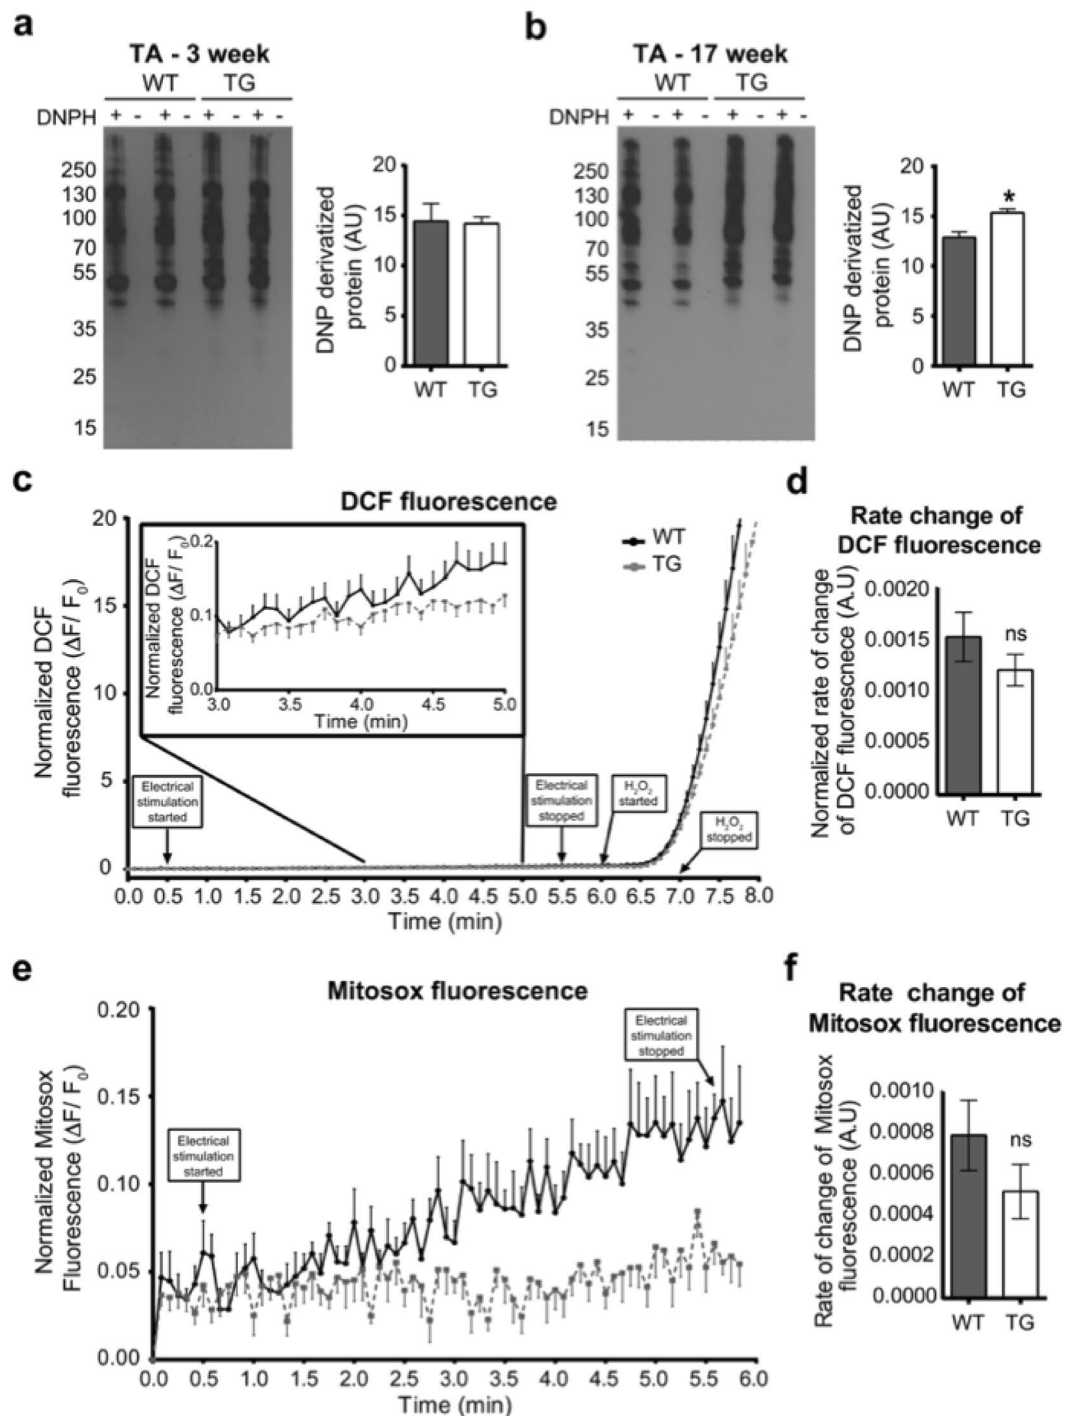 a
TA - 3 week
WT TG
DNPH + - + - + - + -
250
130
100
70
55
35
25
15
DNP derivatized
protein (AU)
20
15
10
5
0
WT TG
b
TA - 17 week
WT TG
DNPH + - + - + - + -
250
130
100
70
55
35
25
15
DNP derivatized
protein (AU)
20
15
10
5
0
*
WT TG
c
DCF fluorescence
Normalized DCF
fluorescence (ΔF/ F₀)
20
15
10
5
0
Normalized DCF
fluorescence (ΔF/ F₀)
0.2
0.1
0.0
3.0 3.5 4.0 4.5 5.0
Time (min)
WT
TG
Electrical
stimulation
started
Electrical
stimulation
stopped
H₂O₂
started
H₂O₂
stopped
0.0 0.5 1.0 1.5 2.0 2.5 3.0 3.5 4.0 4.5 5.0 5.5 6.0 6.5 7.0 7.5 8.0
Time (min)
d
Rate change of
DCF fluorescence
Normalized rate of change
of DCF fluorescnece (A.U)
0.0020
0.0015
0.0010
0.0005
0.0000
ns
WT TG
e
Mitosox fluorescence
Normalized Mitosox
Fluorescence (ΔF/ F₀)
0.20
0.15
0.10
0.05
0.00
Electrical
stimulation
started
Electrical
stimulation
stopped
0.0 0.5 1.0 1.5 2.0 2.5 3.0 3.5 4.0 4.5 5.0 5.5 6.0
Time (min)
f
Rate change of
Mitosox fluorescence
Rate of change of Mitosox
fluorescence (A.U)
0.0010
0.0008
0.0006
0.0004
0.0002
0.0000
ns
WT TG